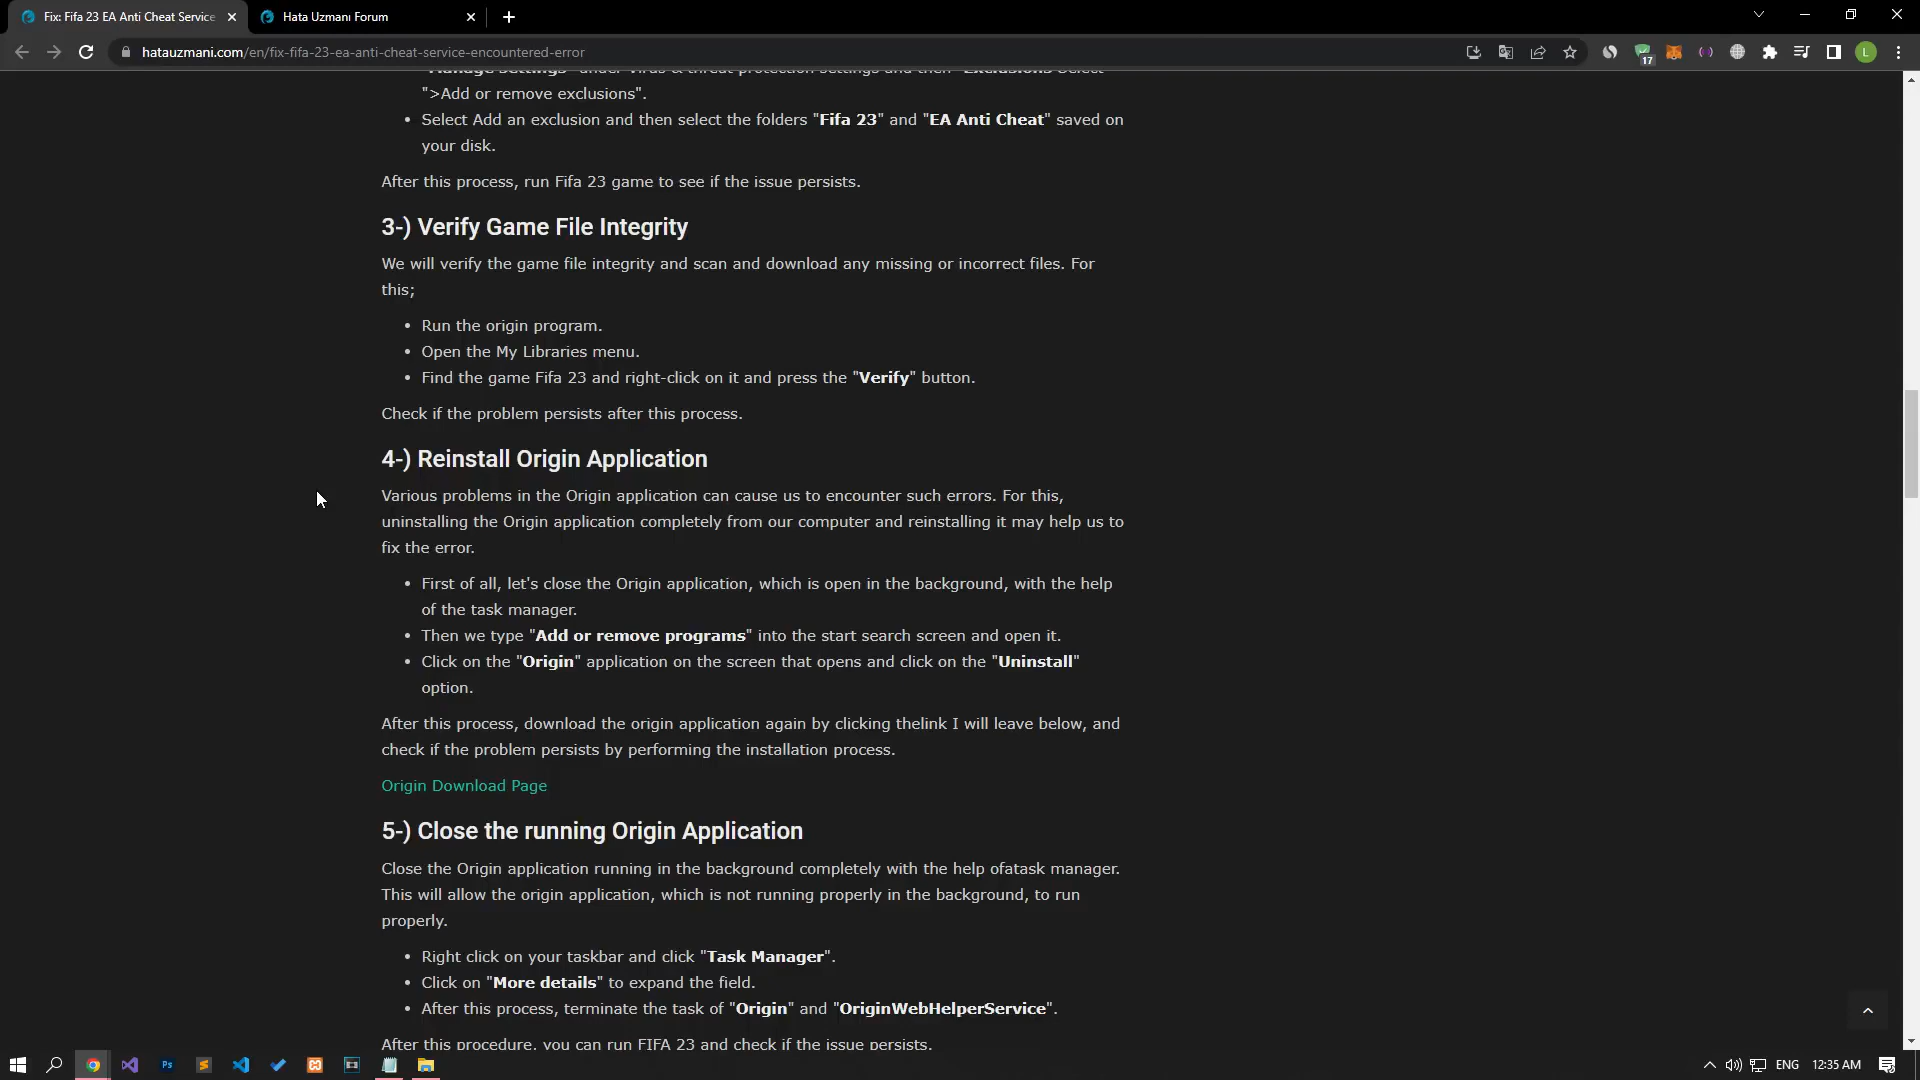 Fix: Fifa 23 EA Anti Cheat Service
Hata Uzmanı Forum
hatauzmani.com/en/fix-fifa-23-ea-anti-cheat-service-encountered-error
17
L
"Manage Settings" under Virus & threat protection settings and then "Exclusions Select
">Add or remove exclusions".
• Select Add an exclusion and then select the folders "Fifa 23" and "EA Anti Cheat" saved on
your disk.
After this process, run Fifa 23 game to see if the issue persists.
3-) Verify Game File Integrity
We will verify the game file integrity and scan and download any missing or incorrect files. For
this;
• Run the origin program.
• Open the My Libraries menu.
• Find the game Fifa 23 and right-click on it and press the "Verify" button.
Check if the problem persists after this process.
4-) Reinstall Origin Application
Various problems in the Origin application can cause us to encounter such errors. For this,
uninstalling the Origin application completely from our computer and reinstalling it may help us to
fix the error.
• First of all, let's close the Origin application, which is open in the background, with the help
of the task manager.
• Then we type "Add or remove programs" into the start search screen and open it.
• Click on the "Origin" application on the screen that opens and click on the "Uninstall"
option.
After this process, download the origin application again by clicking thelink I will leave below, and
check if the problem persists by performing the installation process.
Origin Download Page
5-) Close the running Origin Application
Close the Origin application running in the background completely with the help ofatask manager.
This will allow the origin application, which is not running properly in the background, to run
properly.
• Right click on your taskbar and click "Task Manager".
• Click on "More details" to expand the field.
• After this process, terminate the task of "Origin" and "OriginWebHelperService".
After this procedure, you can run FIFA 23 and check if the issue persists.
Ps
ENG
12:35 AM